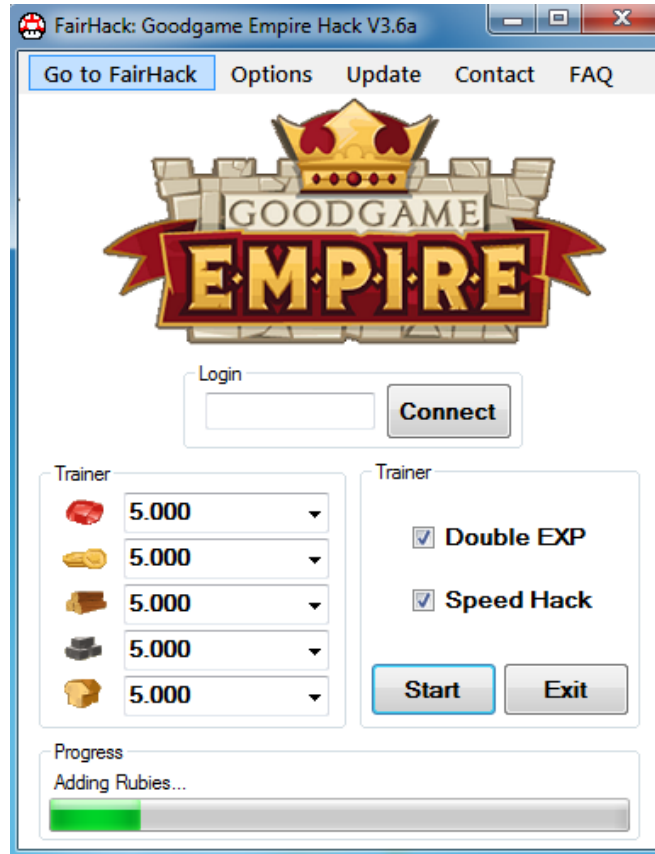 FairHack: Goodgame Empire Hack V3.6a
Go to FairHack Options Update Contact FAQ
GOODGAME
E·M·P·I·R·E
Login
Connect
Trainer
5.000
5.000
5.000
5.000
5.000
Trainer
Double EXP
Speed Hack
Start Exit
Progress
Adding Rubies...